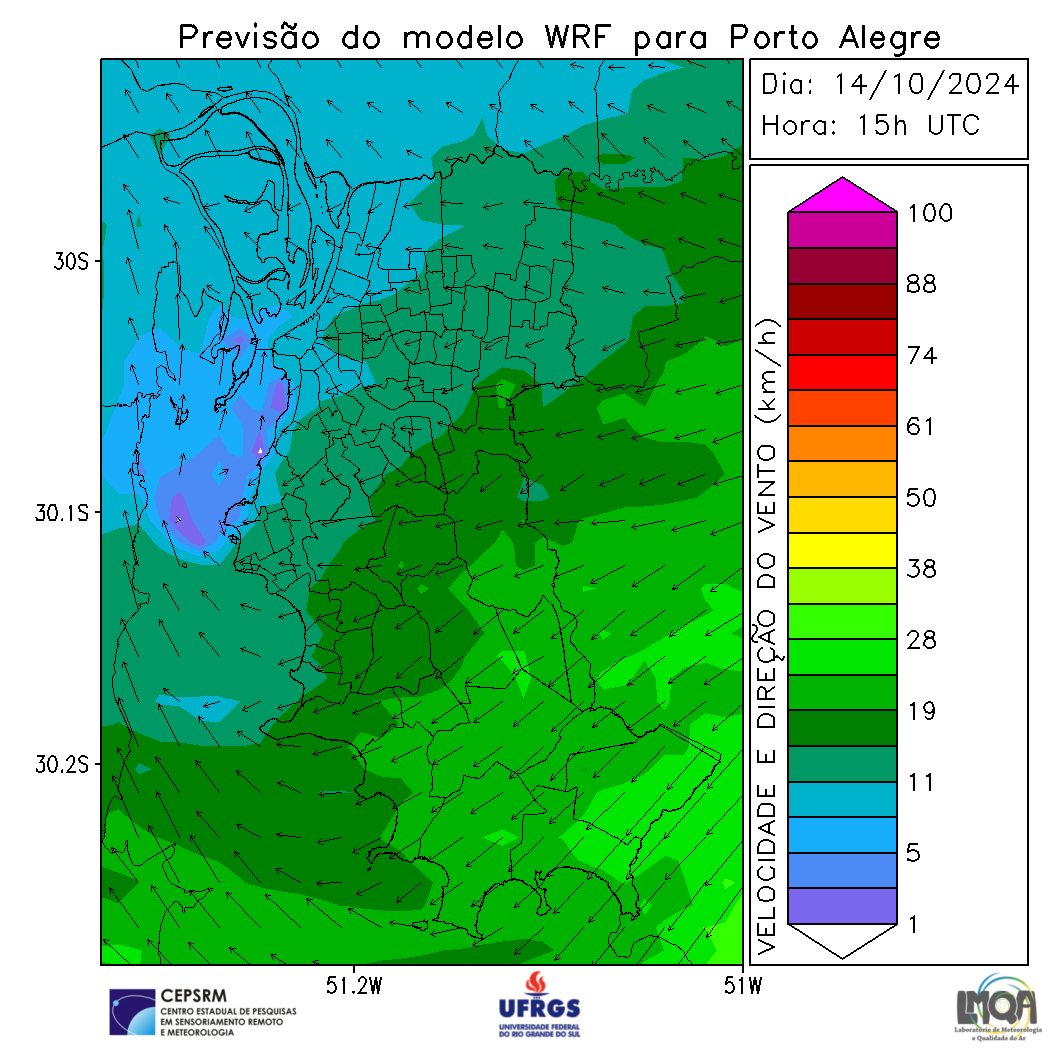 Previsão do modelo WRF para Porto Alegre
Dia: 14/10/2024
Hora: 15h UTC
30S
30.1S
30.2S
51.2W
51W
VELOCIDADE E DIREÇÃO DO VENTO (km/h)
100
88
74
61
50
38
28
19
11
5
1
CEPSRM
CENTRO ESTADUAL DE PESQUISAS
EM SENSORIAMENTO REMOTO
E METEOROLOGIA
UFRGS
UNIVERSIDADE FEDERAL
DO RIO GRANDE DO SUL
LMQA
Laboratório de Meteorologia
e Qualidade do Ar